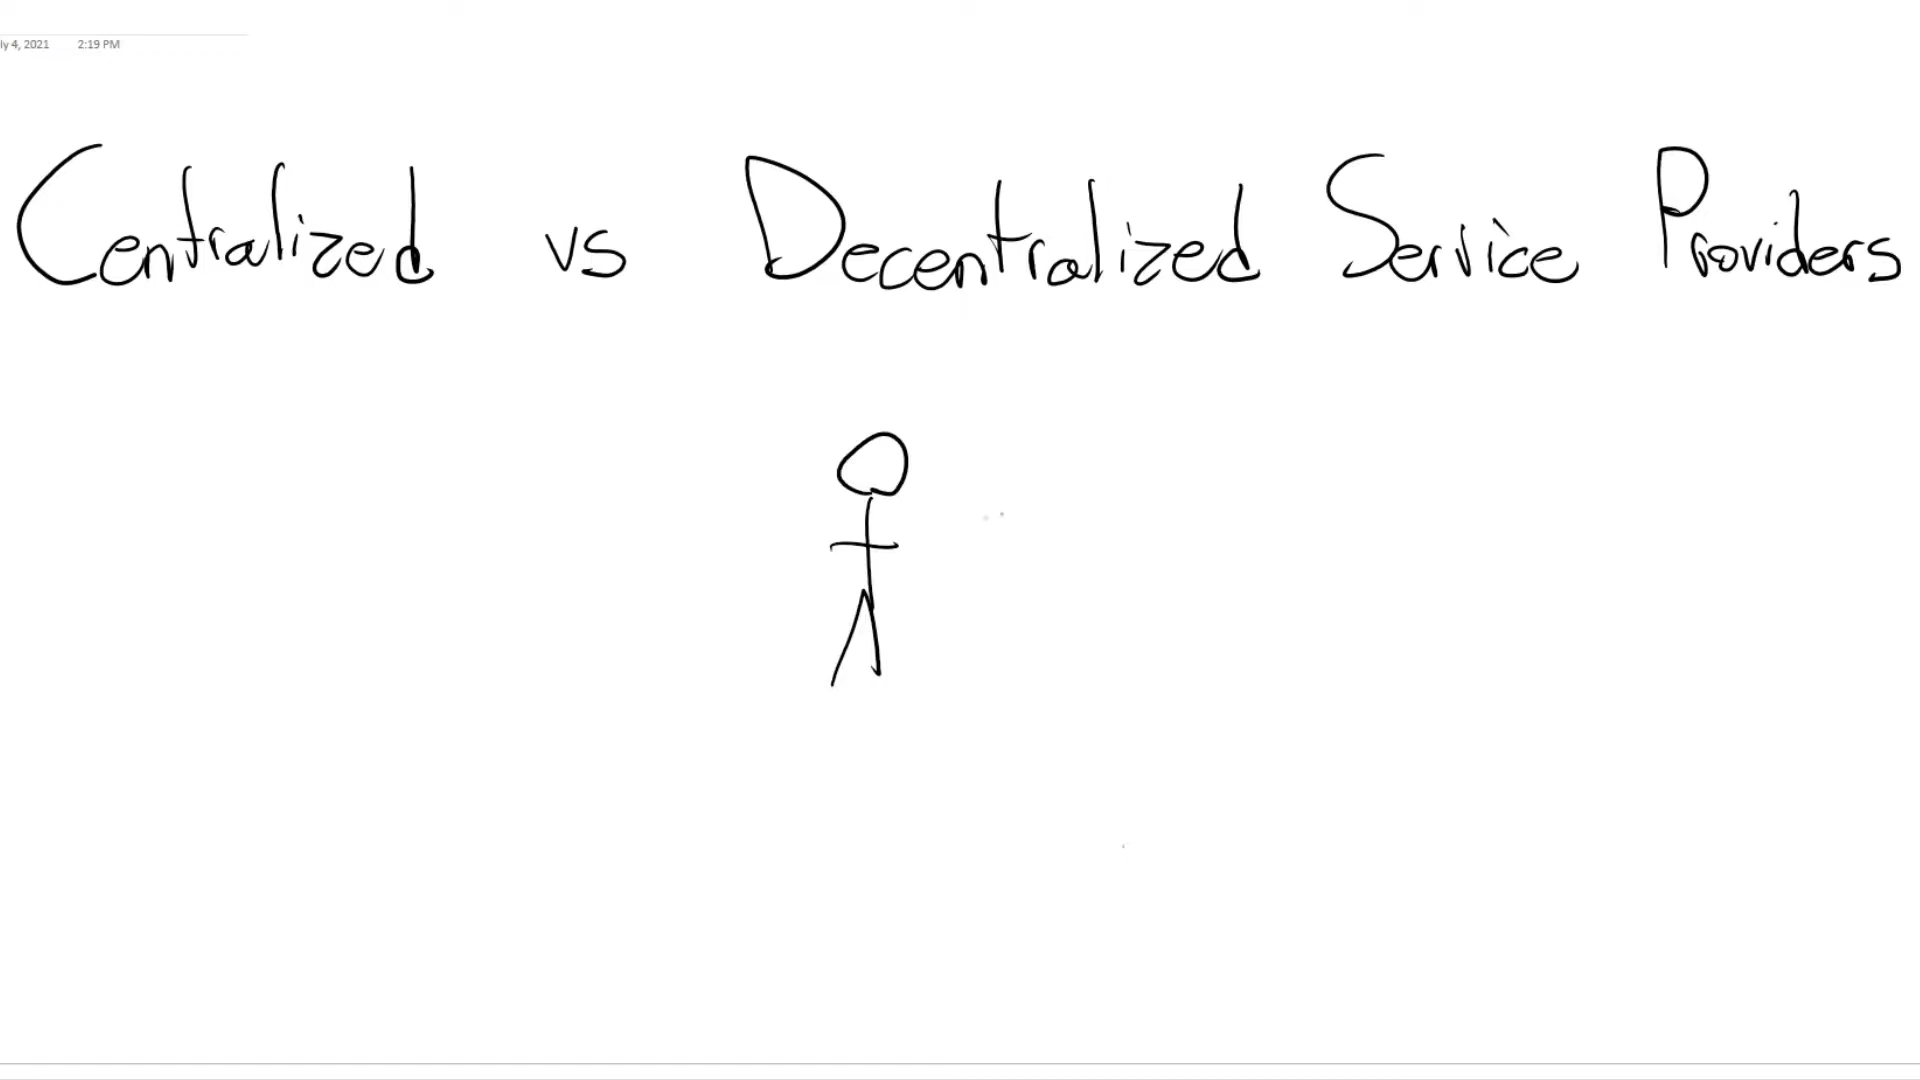 ly 4, 2021 2:19 PM
Centralized vs Decentralized Service Providers